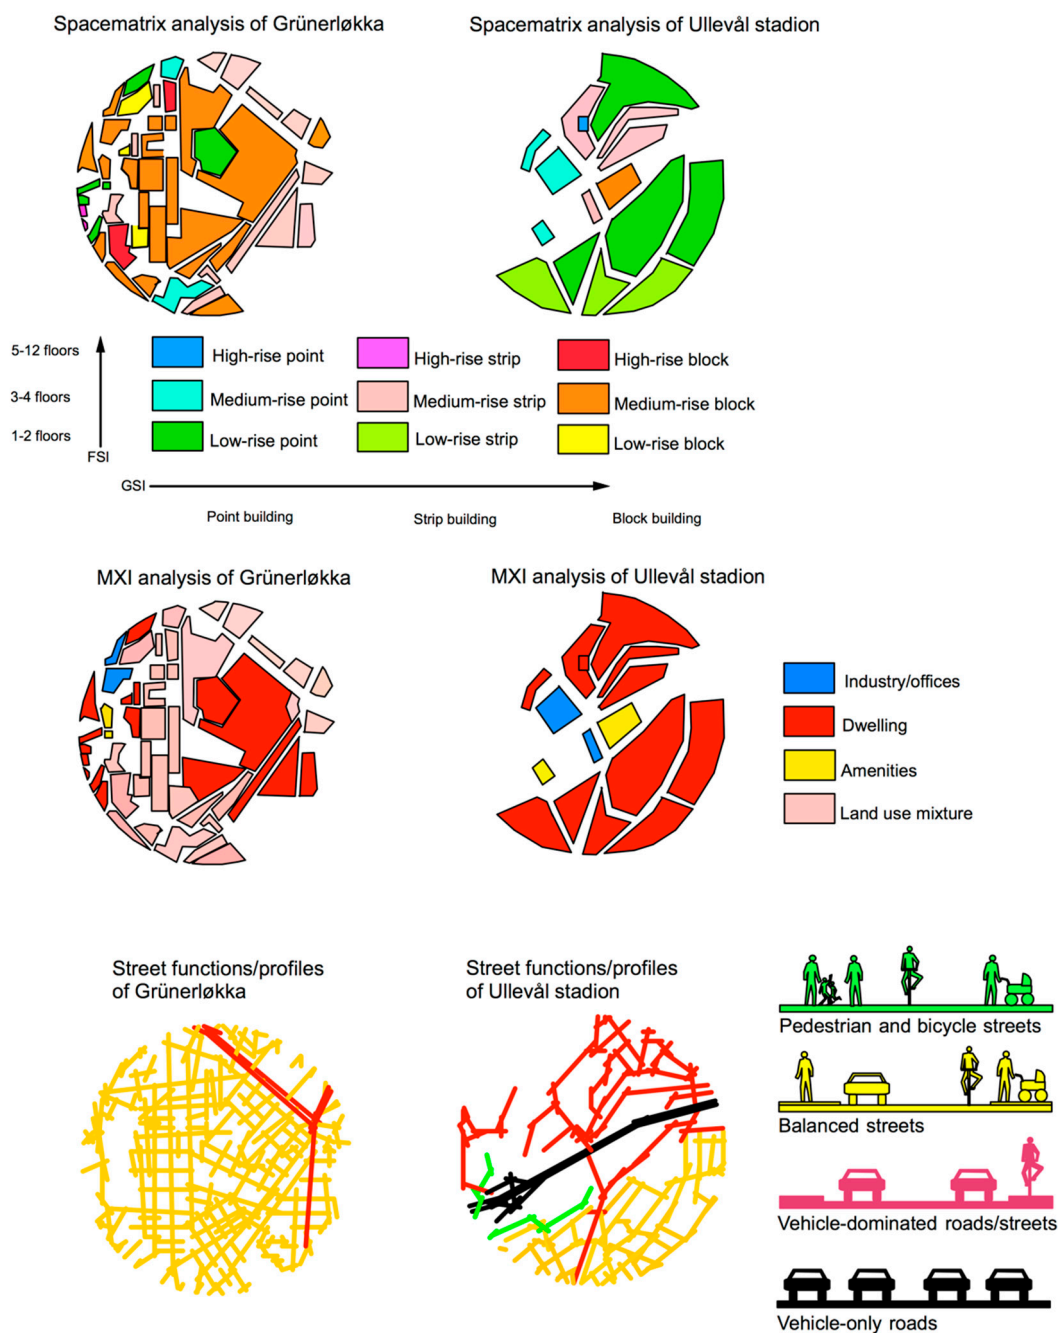 Spacematrix analysis of Grünerløkka
Spacematrix analysis of Ullevål stadion
5-12 floors
3-4 floors
1-2 floors
FSI
High-rise point
High-rise strip
High-rise block
Medium-rise point
Medium-rise strip
Medium-rise block
Low-rise point
Low-rise strip
Low-rise block
GSI
Point building
Strip building
Block building
MXI analysis of Grünerløkka
MXI analysis of Ullevål stadion
Industry/offices
Dwelling
Amenities
Land use mixture
Street functions/profiles
of Grünerløkka
Street functions/profiles
of Ullevål stadion
Pedestrian and bicycle streets
Balanced streets
Vehicle-dominated roads/streets
Vehicle-only roads